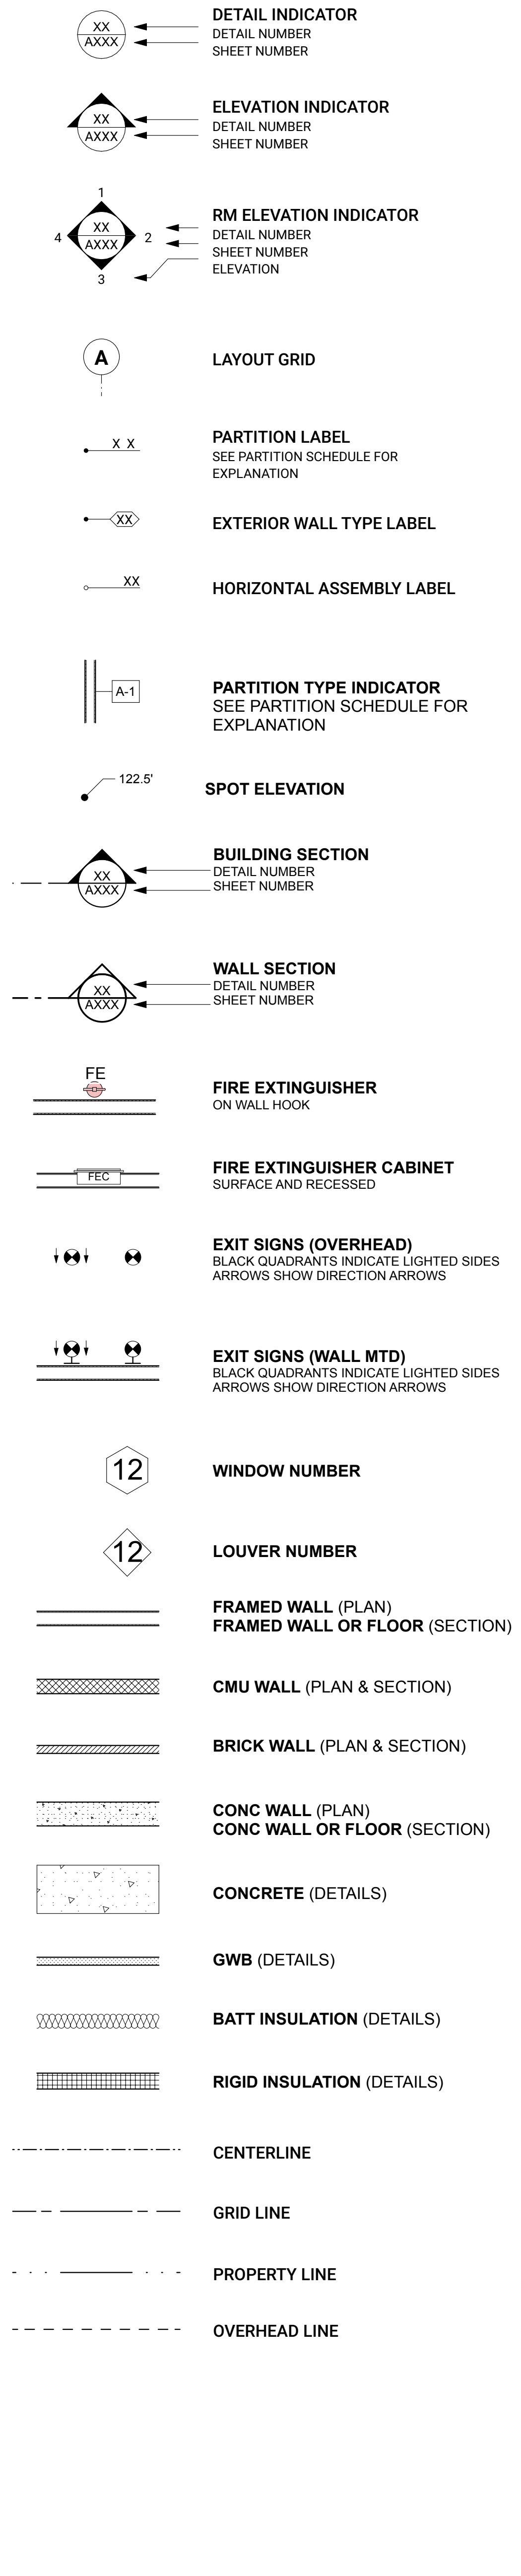 DETAIL INDICATOR
XX
DETAIL NUMBER
AXXX
SHEET NUMBER
ELEVATION INDICATOR
XX
DETAIL NUMBER
AXXX
SHEET NUMBER
1
RM ELEVATION INDICATOR
XX
DETAIL NUMBER
4
2
AXXX
SHEET NUMBER
ELEVATION
3
A
LAYOUT GRID
PARTITION LABEL
X X
SEE PARTITION SCHEDULE FOR
EXPLANATION
XX
EXTERIOR WALL TYPE LABEL
XX
HORIZONTAL ASSEMBLY LABEL
A-1
PARTITION TYPE INDICATOR
SEE PARTITION SCHEDULE FOR
EXPLANATION
122.5'
SPOT ELEVATION
BUILDING SECTION
XX
DETAIL NUMBER
AXXX
SHEET NUMBER
WALL SECTION
XX
DETAIL NUMBER
AXXX
SHEET NUMBER
FE
FIRE EXTINGUISHER
ON WALL HOOK
FIRE EXTINGUISHER CABINET
FEC
SURFACE AND RECESSED
EXIT SIGNS (OVERHEAD)
BLACK QUADRANTS INDICATE LIGHTED SIDES
ARROWS SHOW DIRECTION ARROWS
EXIT SIGNS (WALL MTD)
BLACK QUADRANTS INDICATE LIGHTED SIDES
ARROWS SHOW DIRECTION ARROWS
12
WINDOW NUMBER
12
LOUVER NUMBER
FRAMED WALL (PLAN)
FRAMED WALL OR FLOOR (SECTION)
CMU WALL (PLAN & SECTION)
BRICK WALL (PLAN & SECTION)
CONC WALL (PLAN)
CONC WALL OR FLOOR (SECTION)
CONCRETE (DETAILS)
GWB (DETAILS)
BATT INSULATION (DETAILS)
RIGID INSULATION (DETAILS)
CENTERLINE
GRID LINE
PROPERTY LINE
OVERHEAD LINE